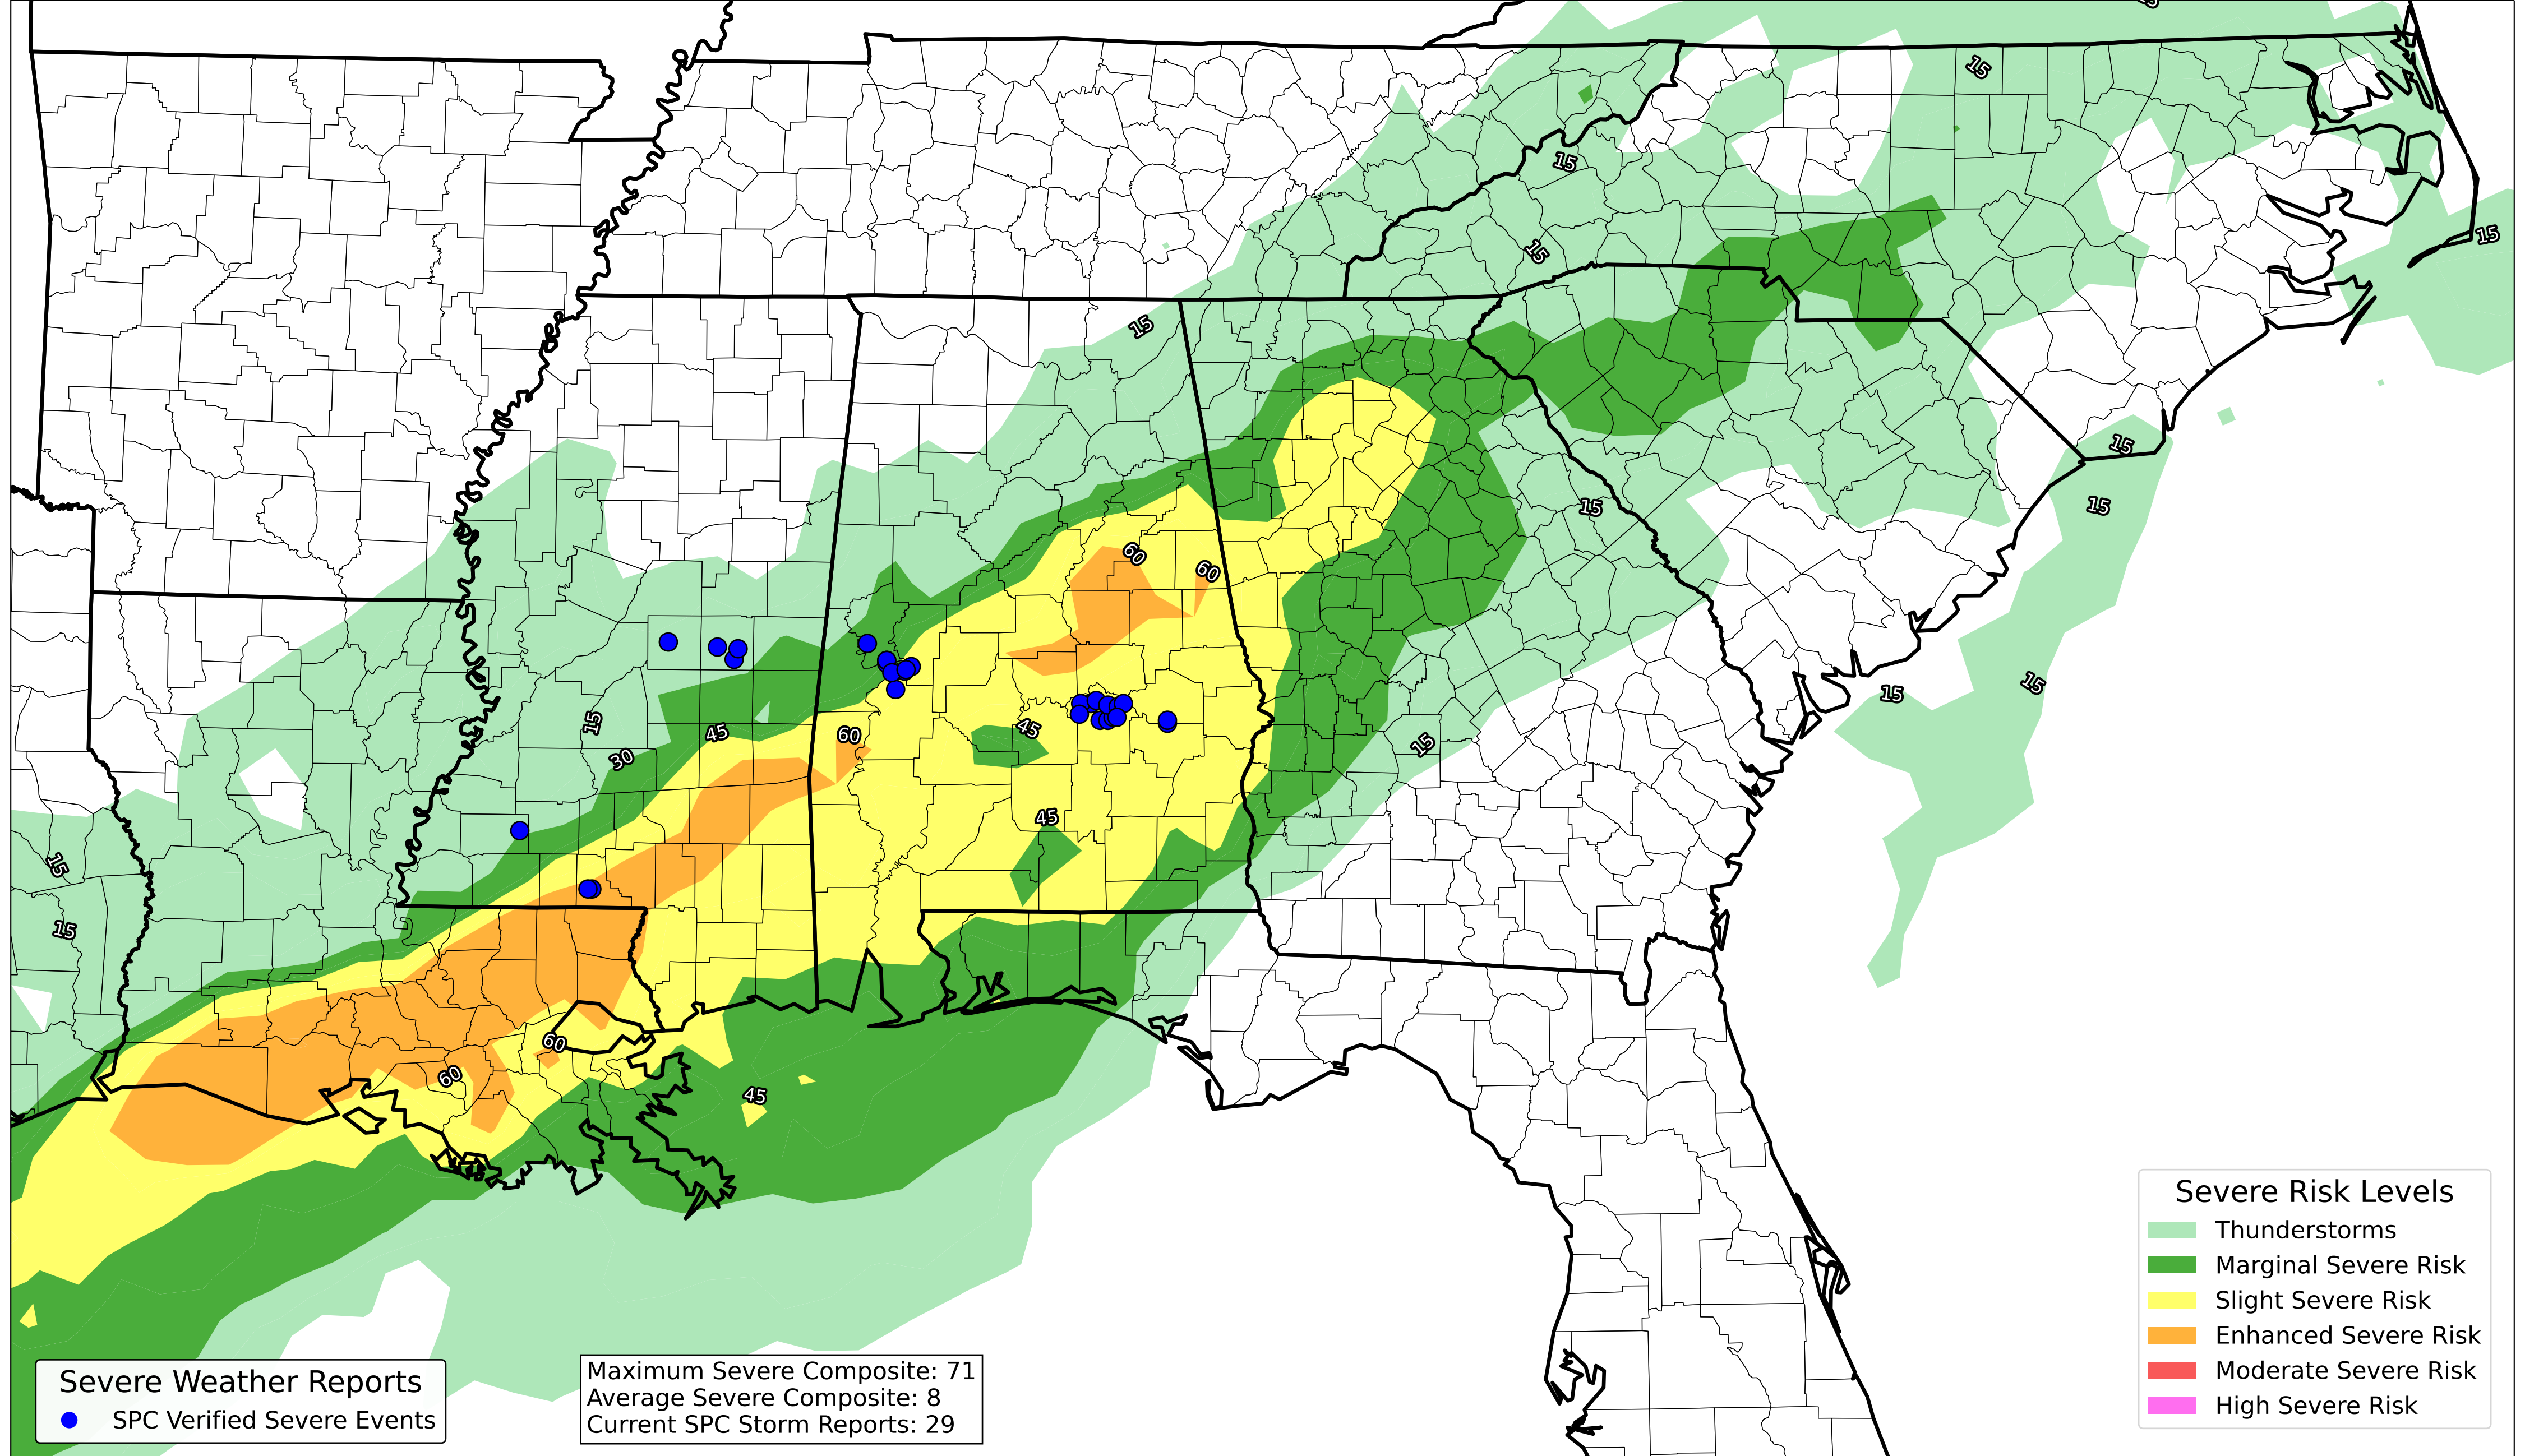 15
15
15
15
15
15
15
60
60
15
15
15
15
15
45
45
60
15
30
45
15
15
60
60
45
Severe Weather Reports
SPC Verified Severe Events
Maximum Severe Composite: 71
Average Severe Composite: 8
Current SPC Storm Reports: 29
Severe Risk Levels
Thunderstorms
Marginal Severe Risk
Slight Severe Risk
Enhanced Severe Risk
Moderate Severe Risk
High Severe Risk